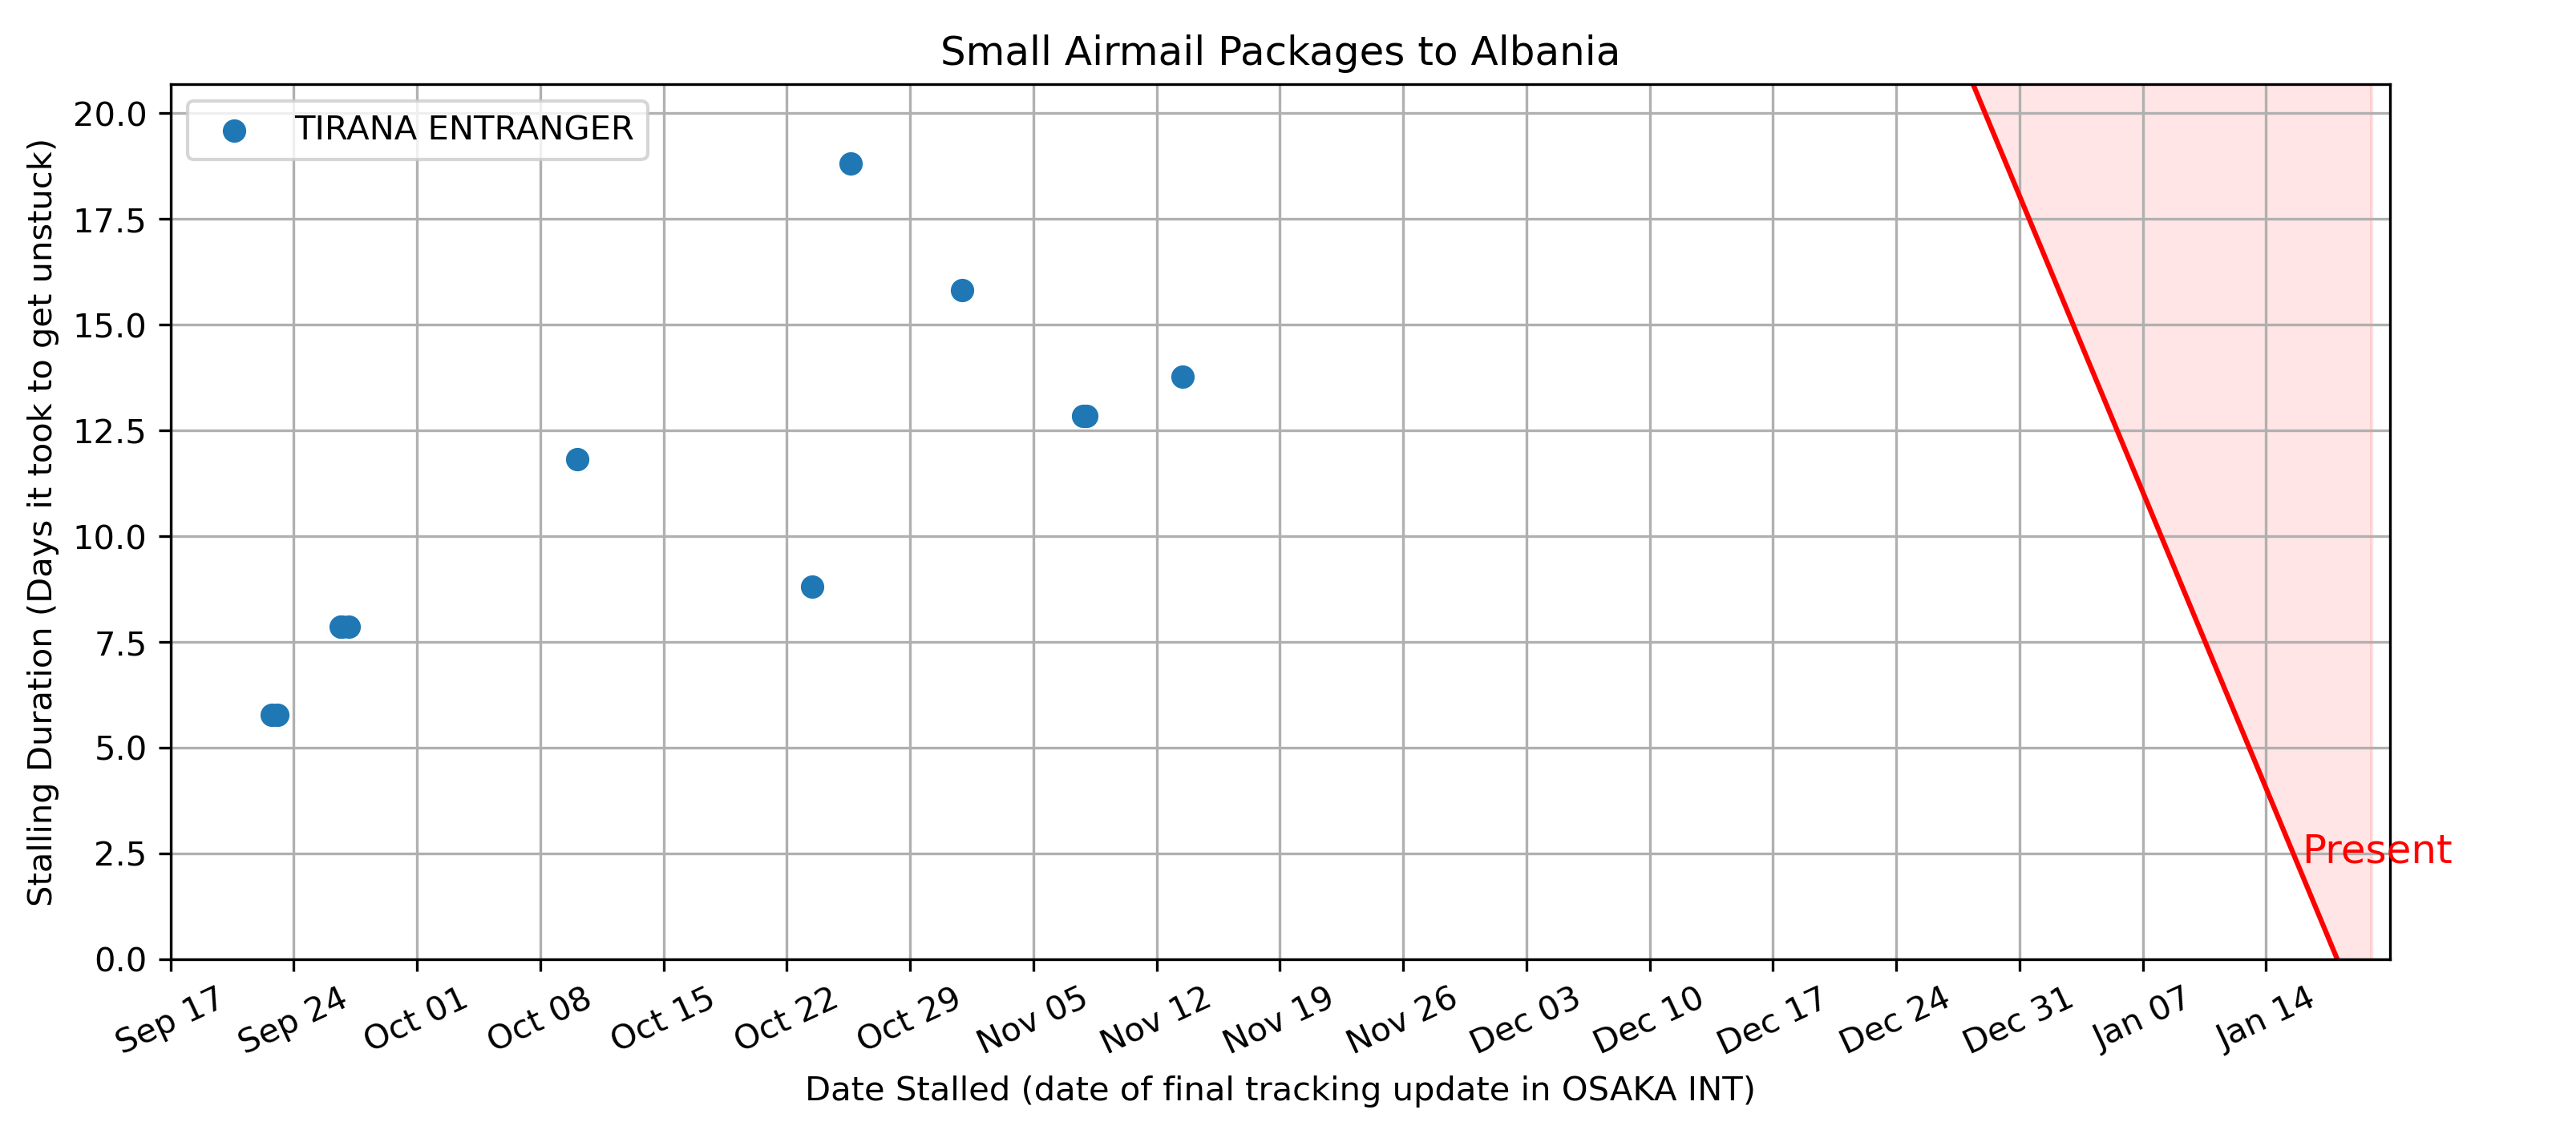 Small Airmail Packages to Albania
TIRANA ENTRANGER
Stalling Duration (Days it took to get unstuck)
20.0
17.5
15.0
12.5
10.0
7.5
5.0
2.5
0.0
Present
Sep 17
Sep 24
Oct 01
Oct 08
Oct 15
Oct 22
Oct 29
Nov 05
Nov 12
Nov 19
Nov 26
Dec 03
Dec 10
Dec 17
Dec 24
Dec 31
Jan 07
Jan 14
Date Stalled (date of final tracking update in OSAKA INT)